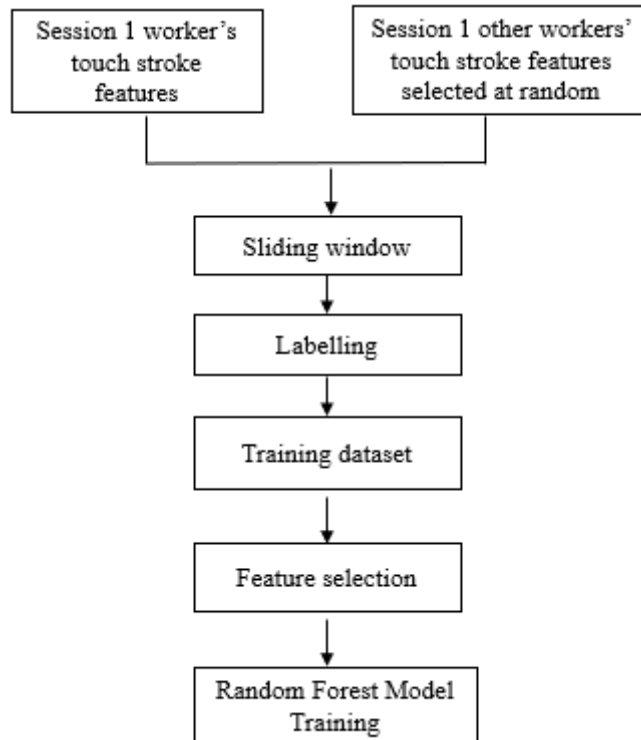 Session 1 worker’s
touch stroke
features
Session 1 other workers’
touch stroke features
selected at random
Sliding window
Labelling
Training dataset
Feature selection
Random Forest Model
Training